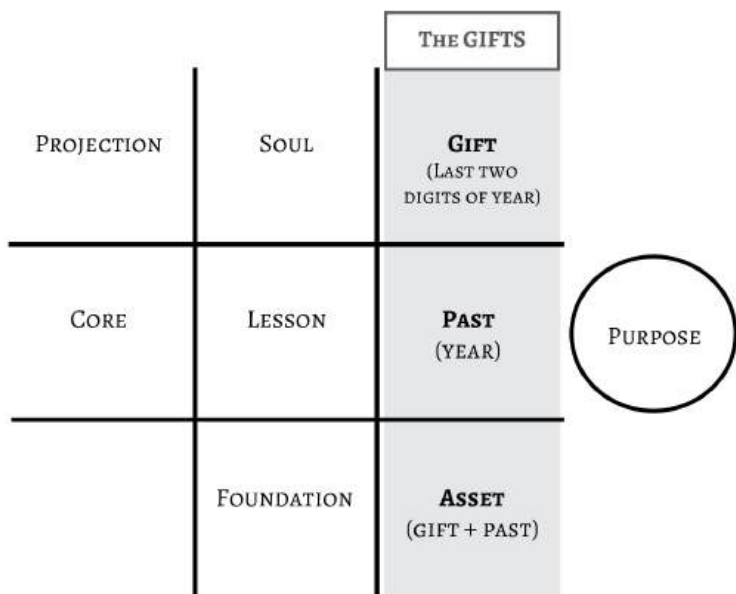 The GIFTS
Projection
Soul
Gift
(Last two
digits of year)
Core
Lesson
Past
(year)
Purpose
Foundation
Asset
(gift + past)